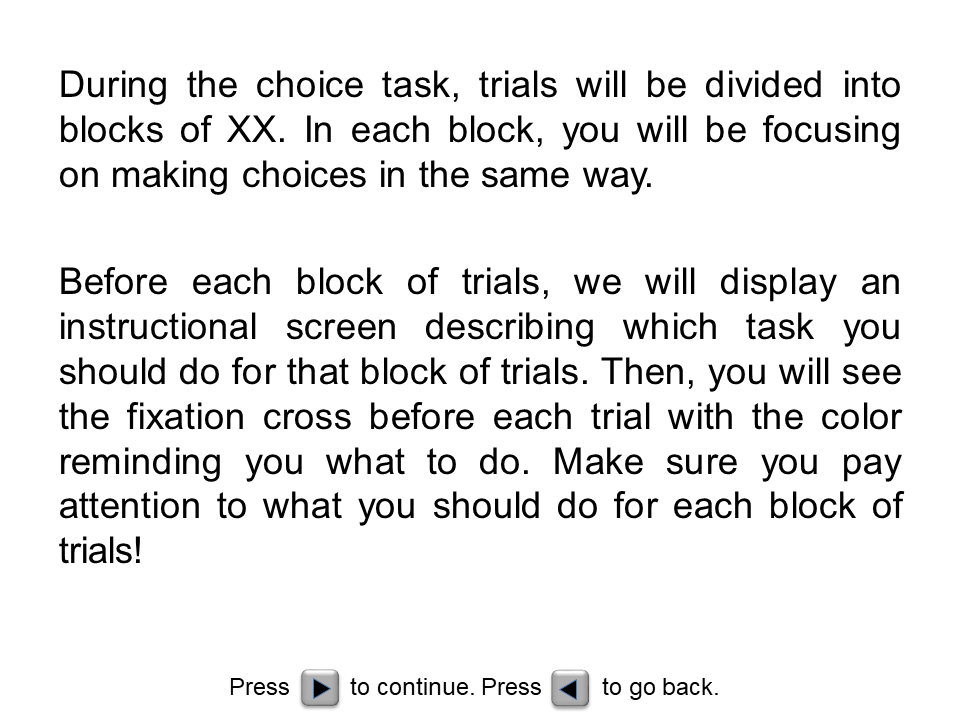 During the choice task, trials will be divided into
blocks of XX. In each block, you will be focusing
on making choices in the same way.
Before each block of trials, we will display an
instructional screen describing which task you
should do for that block of trials. Then, you will see
the fixation cross before each trial with the color
reminding you what to do. Make sure you pay
attention to what you should do for each block of
trials!
Press to continue. Press to go back.